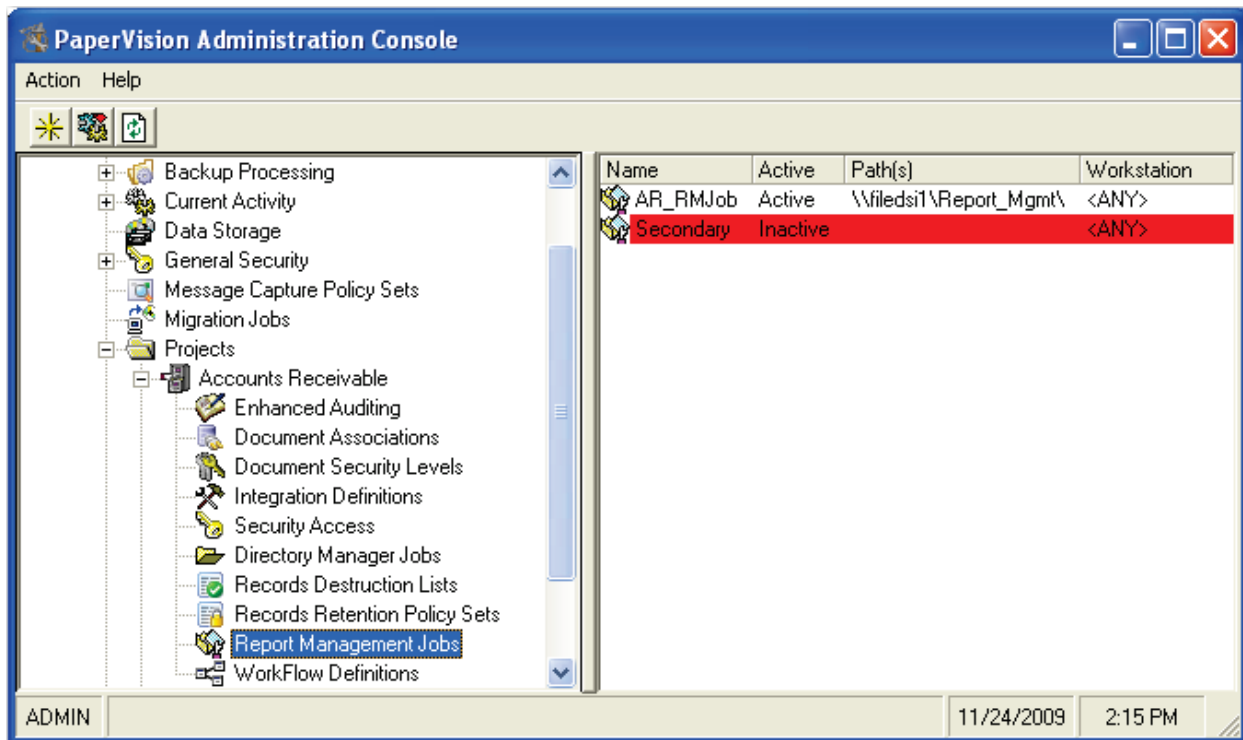 PaperVision Administration Console
Action Help
Backup Processing
Current Activity
Data Storage
General Security
Message Capture Policy Sets
Migration Jobs
Projects
Accounts Receivable
Enhanced Auditing
Document Associations
Document Security Levels
Integration Definitions
Security Access
Directory Manager Jobs
Records Destruction Lists
Records Retention Policy Sets
Report Management Jobs
WorkFlow Definitions
Name Active Path(s) Workstation
AR_RMJob Active \\filedsi1\Report_Mgmt\ <ANY>
Secondary Inactive <ANY>
ADMIN 11/24/2009 2:15 PM